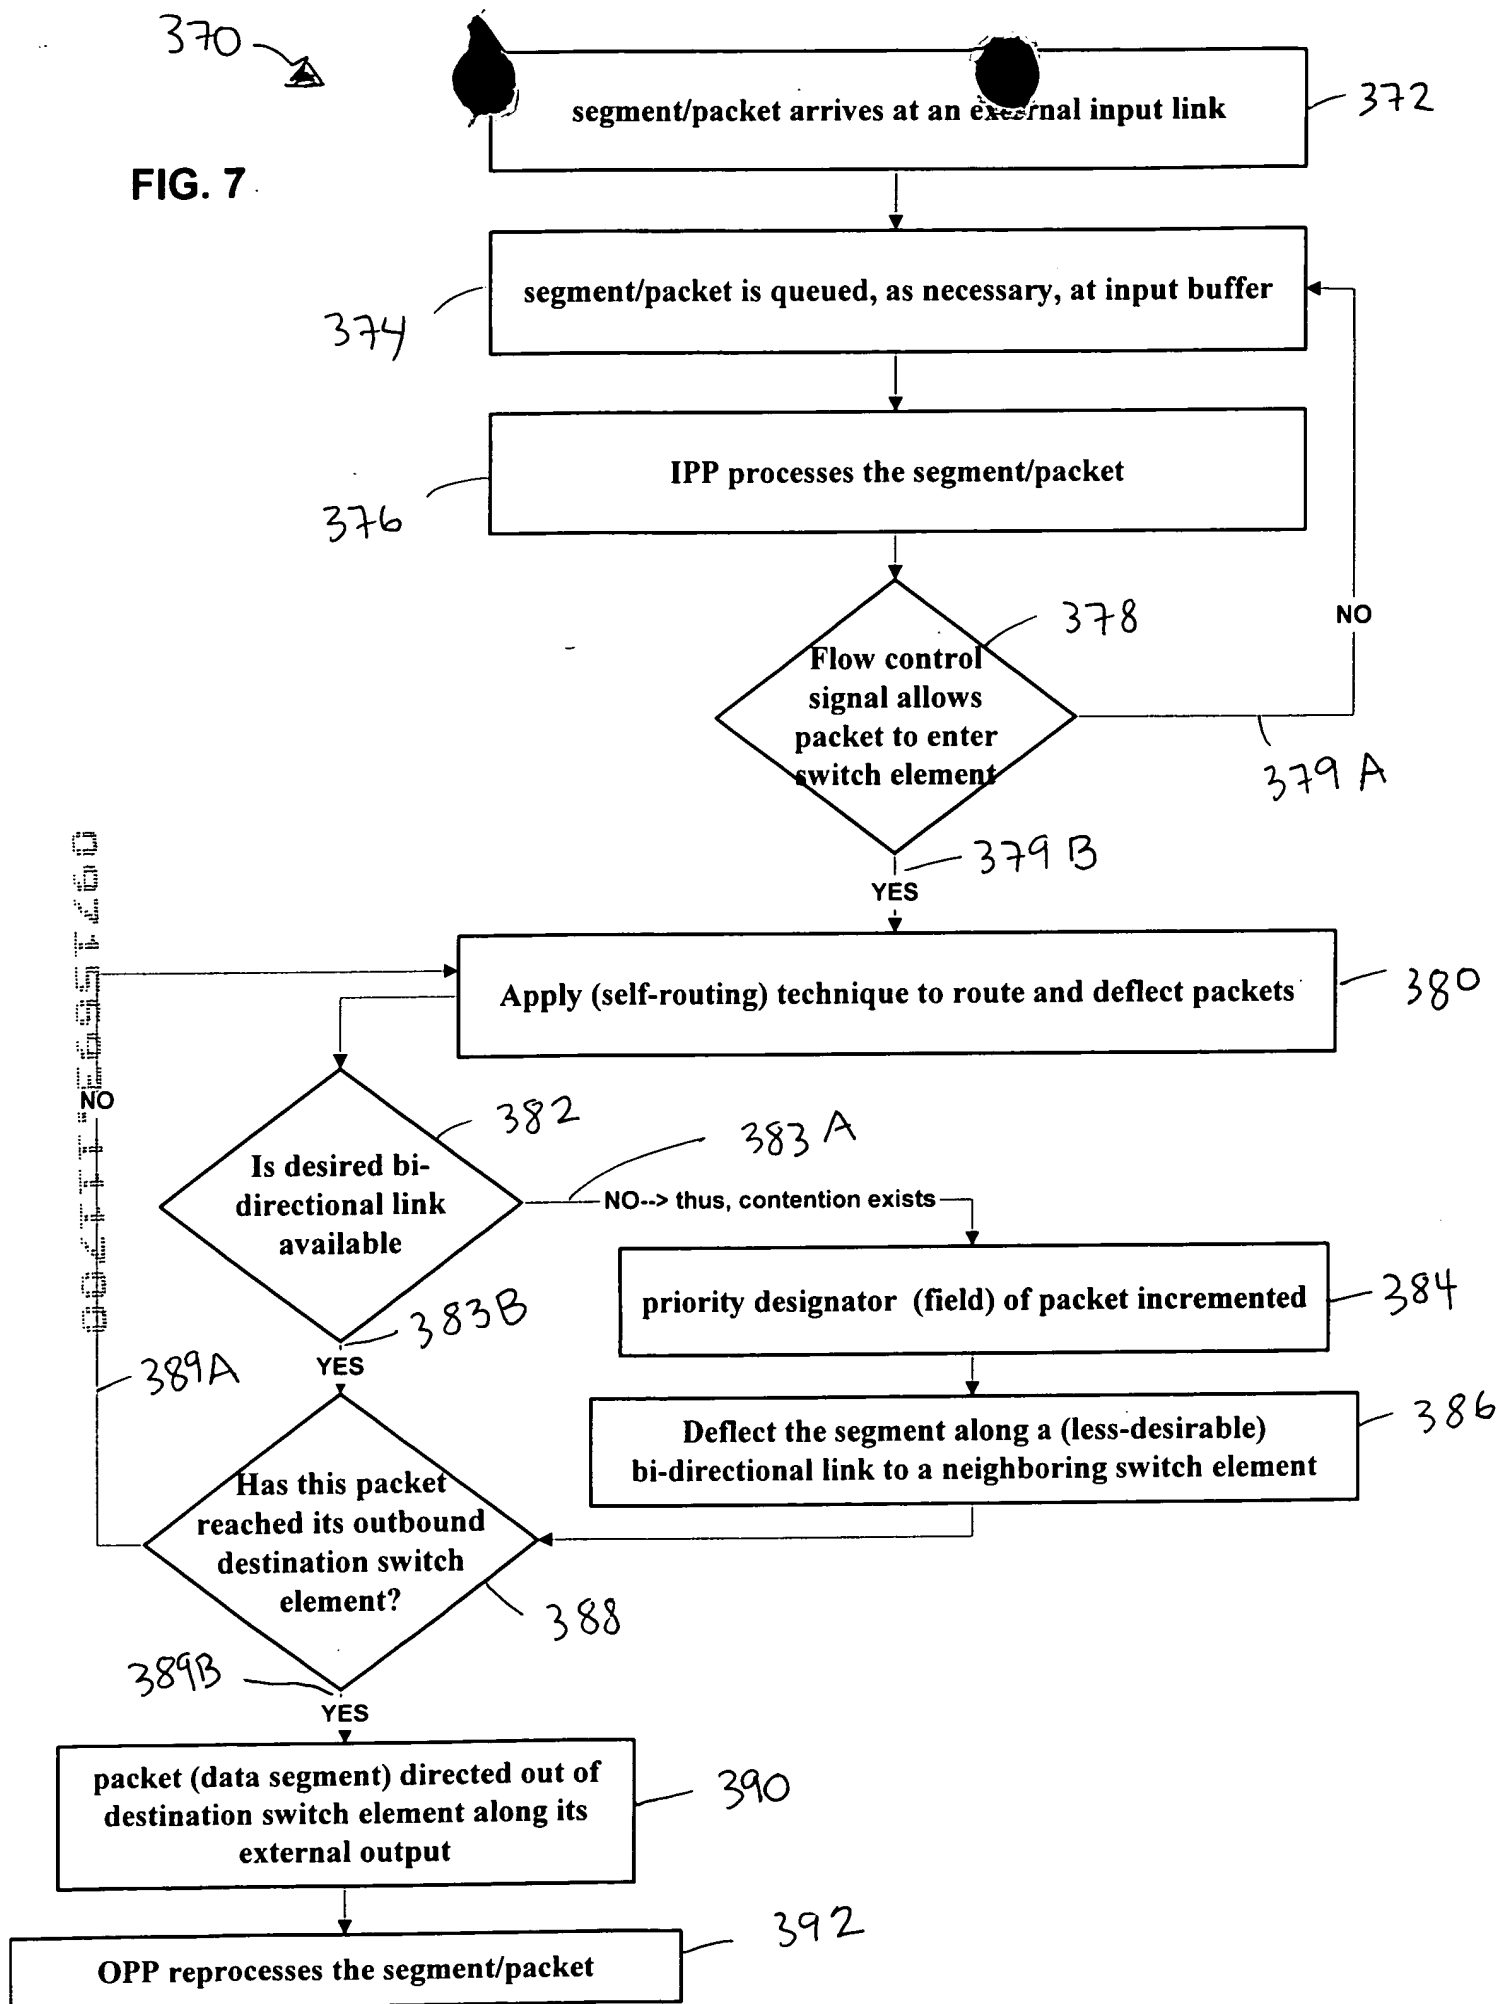 370
372
segment/packet arrives at an external input link
FIG. 7
segment/packet is queued, as necessary, at input buffer
374
IPP processes the segment/packet
376
378
NO
Flow control
signal allows
packet to enter
switch element
379 A
379 B
YES
380
Apply (self-routing) technique to route and deflect packets
NO
382
383 A
Is desired bi-
directional link
available
NO--> thus, contention exists
384
priority designator (field) of packet incremented
383B
YES
389A
386
Deflect the segment along a (less-desirable)
bi-directional link to a neighboring switch element
Has this packet
reached its outbound
destination switch
element?
388
389B
YES
packet (data segment) directed out of
destination switch element along its
external output
390
392
OPP reprocesses the segment/packet